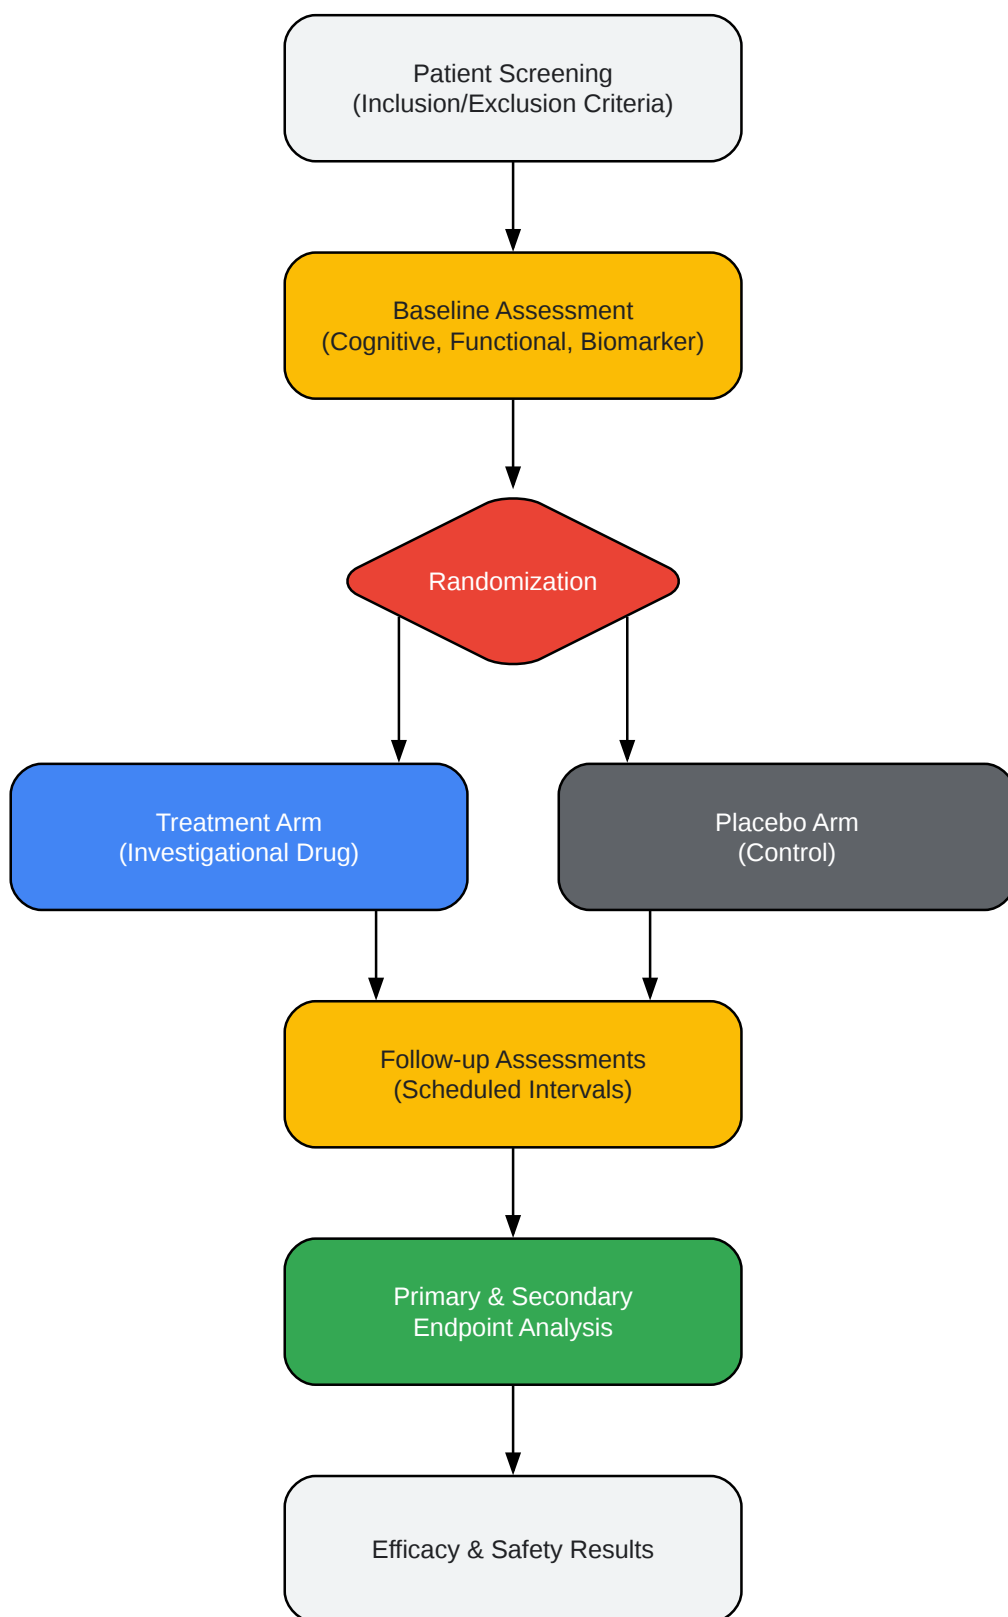 Patient Screening
(Inclusion/Exclusion Criteria)
Baseline Assessment
(Cognitive, Functional, Biomarker)
Randomization
Treatment Arm
(Investigational Drug)
Placebo Arm
(Control)
Follow-up Assessments
(Scheduled Intervals)
Primary & Secondary
Endpoint Analysis
Efficacy & Safety Results